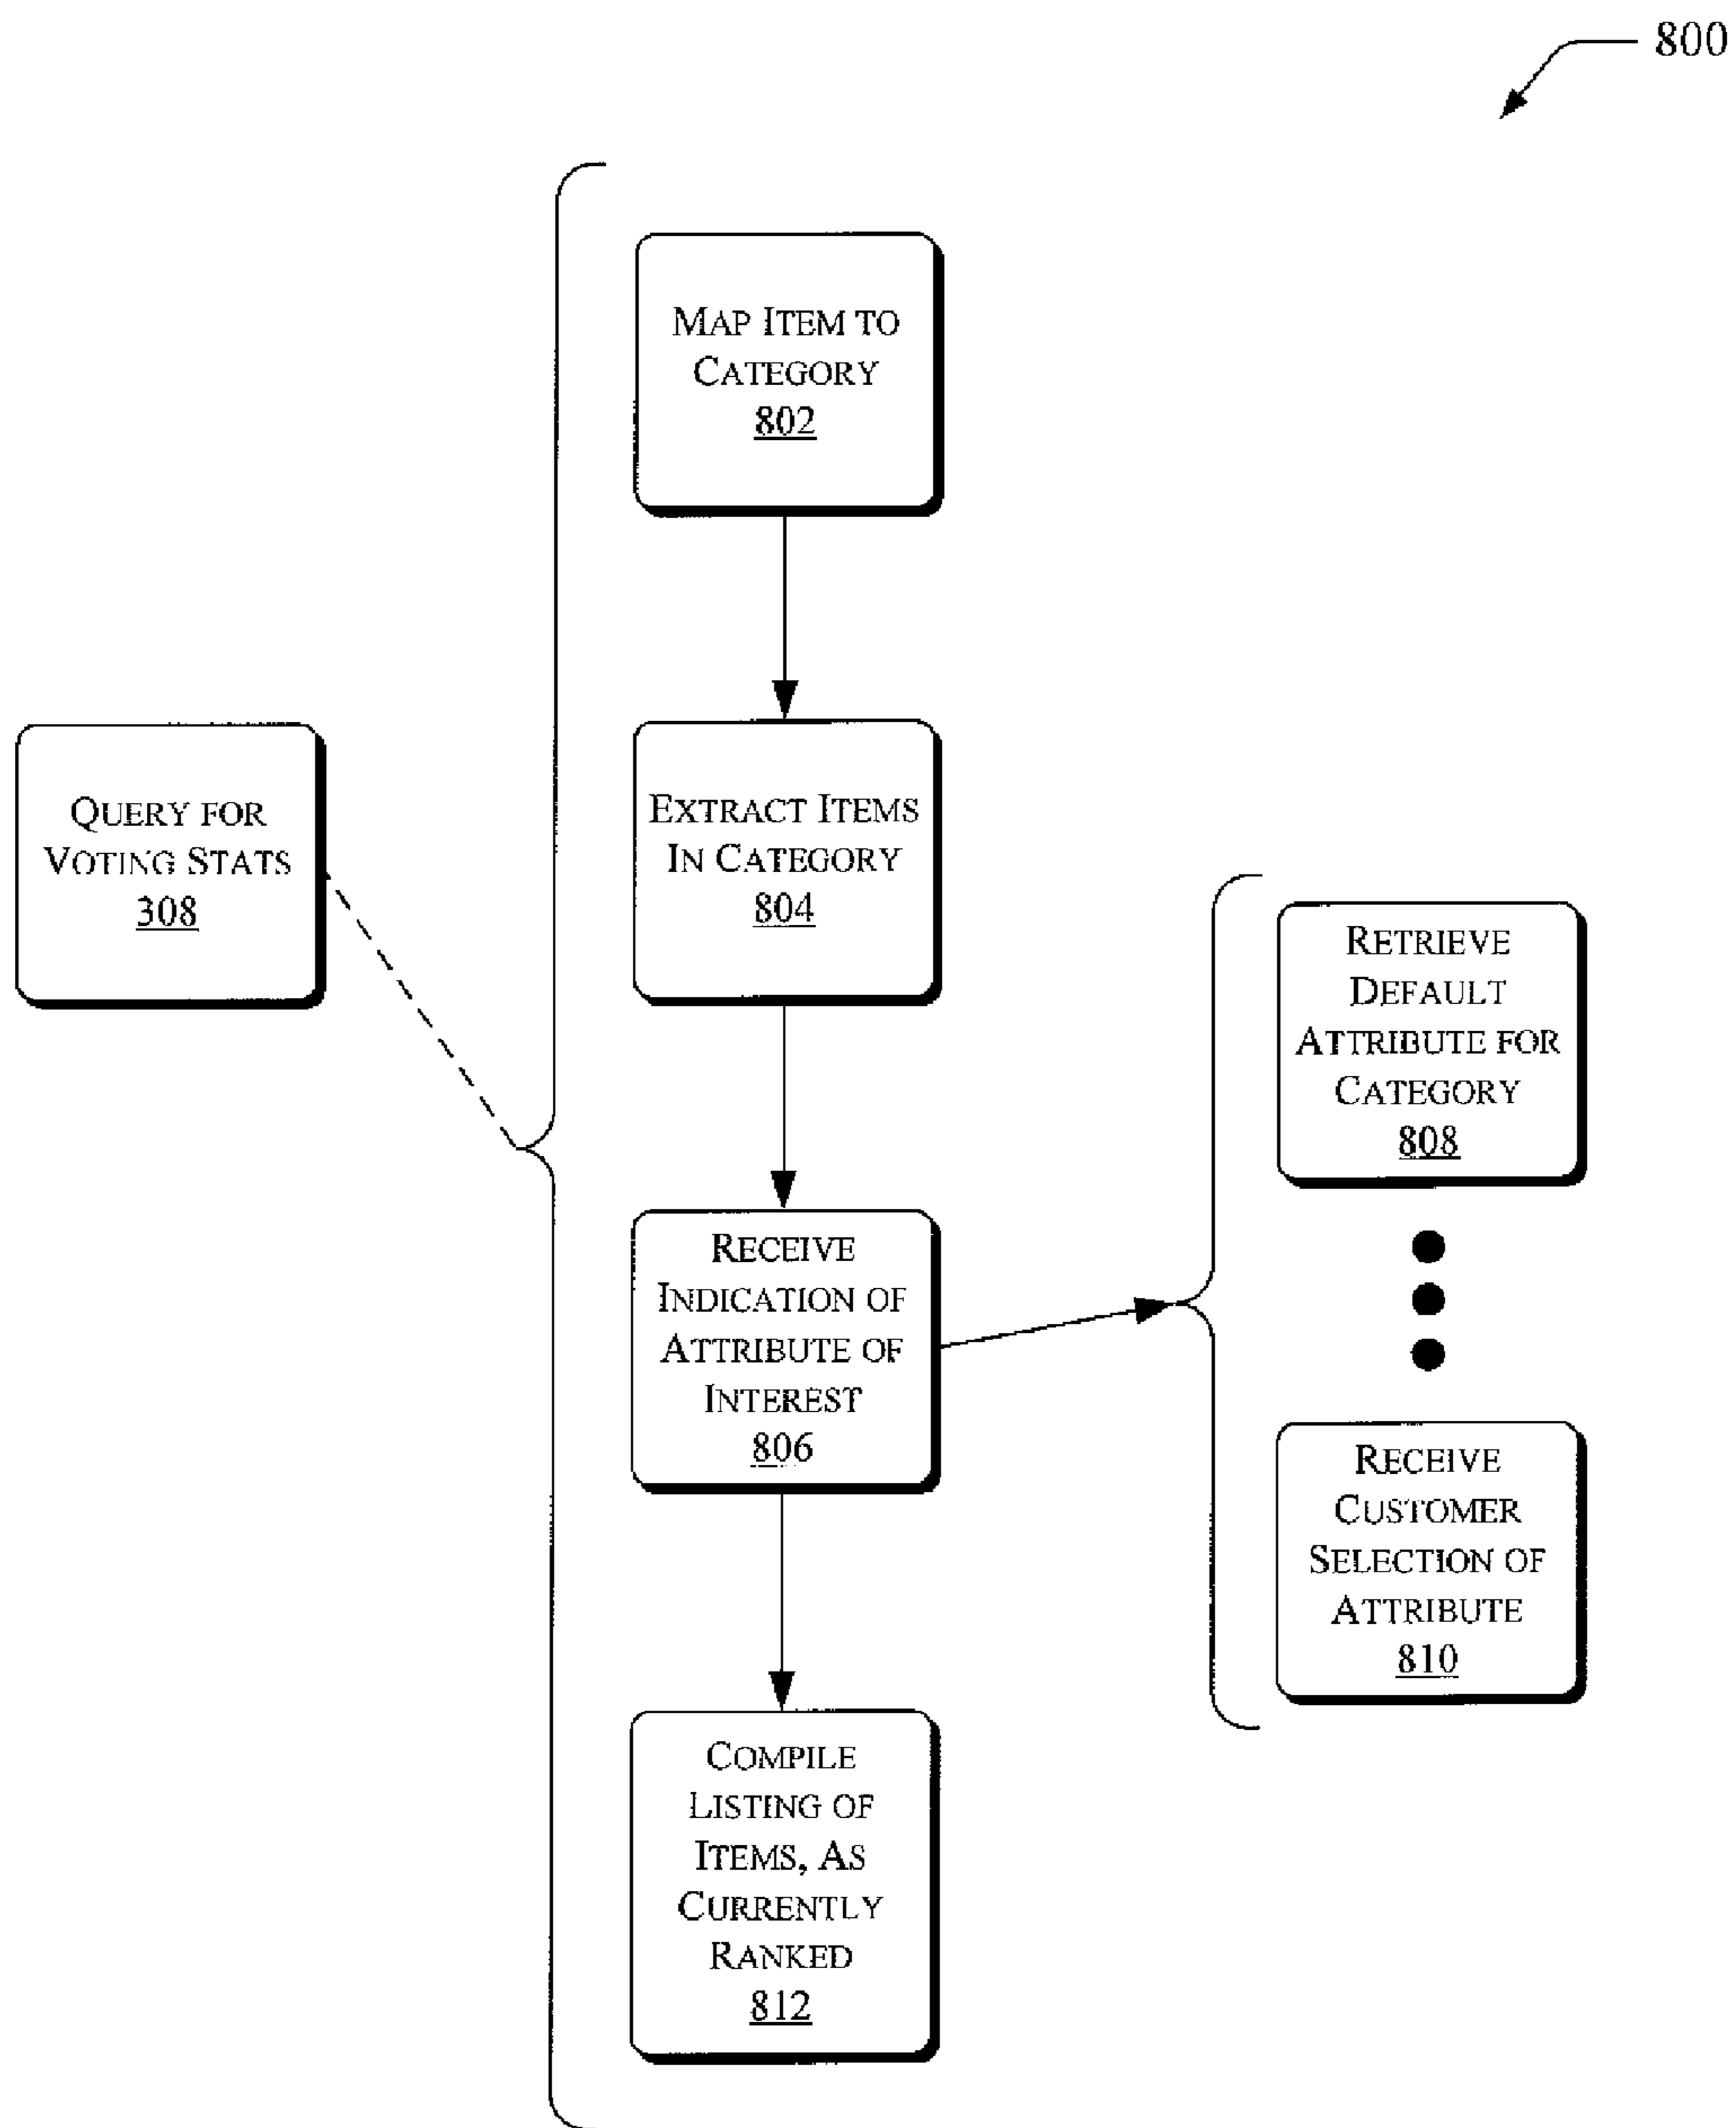 800
MAP ITEM TO
CATEGORY
802
QUERY FOR
VOTING STATS
308
EXTRACT ITEMS
IN CATEGORY
804
RECEIVE
INDICATION OF
ATTRIBUTE OF
INTEREST
806
RETRIEVE
DEFAULT
ATTRIBUTE FOR
CATEGORY
808
RECEIVE
CUSTOMER
SELECTION OF
ATTRIBUTE
810
COMPILE
LISTING OF
ITEMS, AS
CURRENTLY
RANKED
812